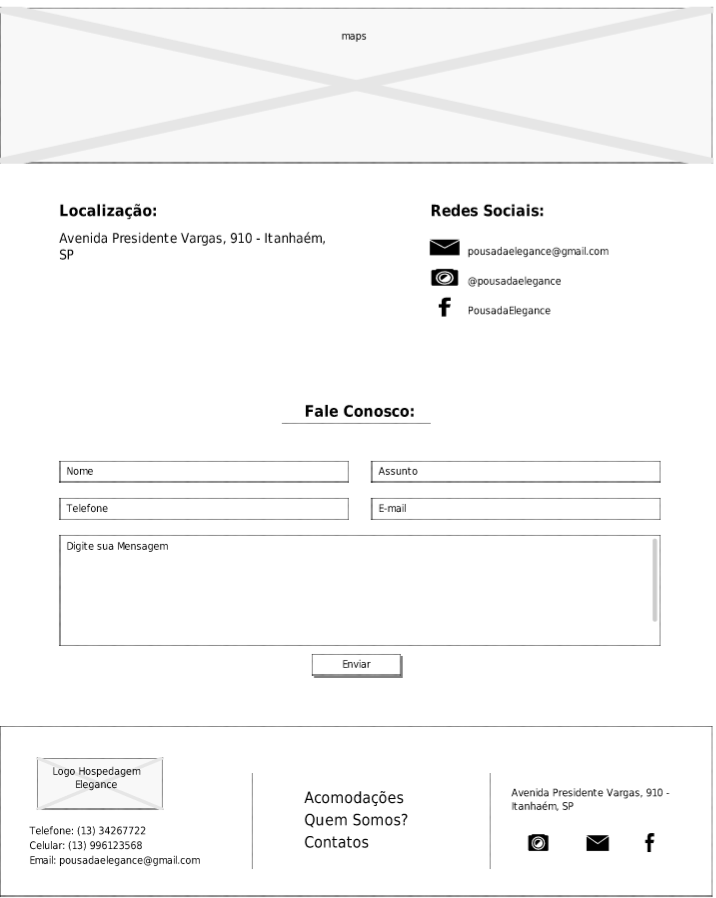 maps
Localização:
Avenida Presidente Vargas, 910 - Itanhaém,
SP
Redes Sociais:
pousadaelegance@gmail.com
@pousadaelegance
PousadaElegance
Fale Conosco:
Nome
Assunto
Telefone
E-mail
Digite sua Mensagem
Enviar
Logo Hospedagem
Elegance
Telefone: (13) 34267722
Celular: (13) 996123568
Email: pousadaelegance@gmail.com
Acomodações
Quem Somos?
Contatos
Avenida Presidente Vargas, 910 -
Itanhaém, SP